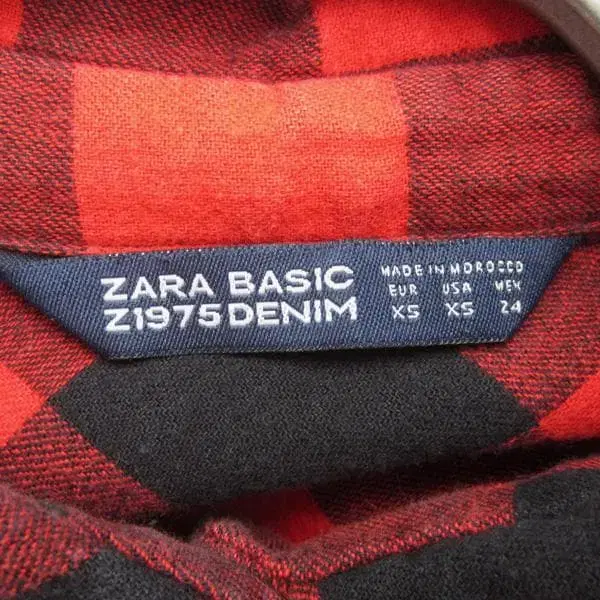 ZARA BASIC
Z1975 DENIM
MADE IN MOROCCO
EUR USA MEX
XS XS 24